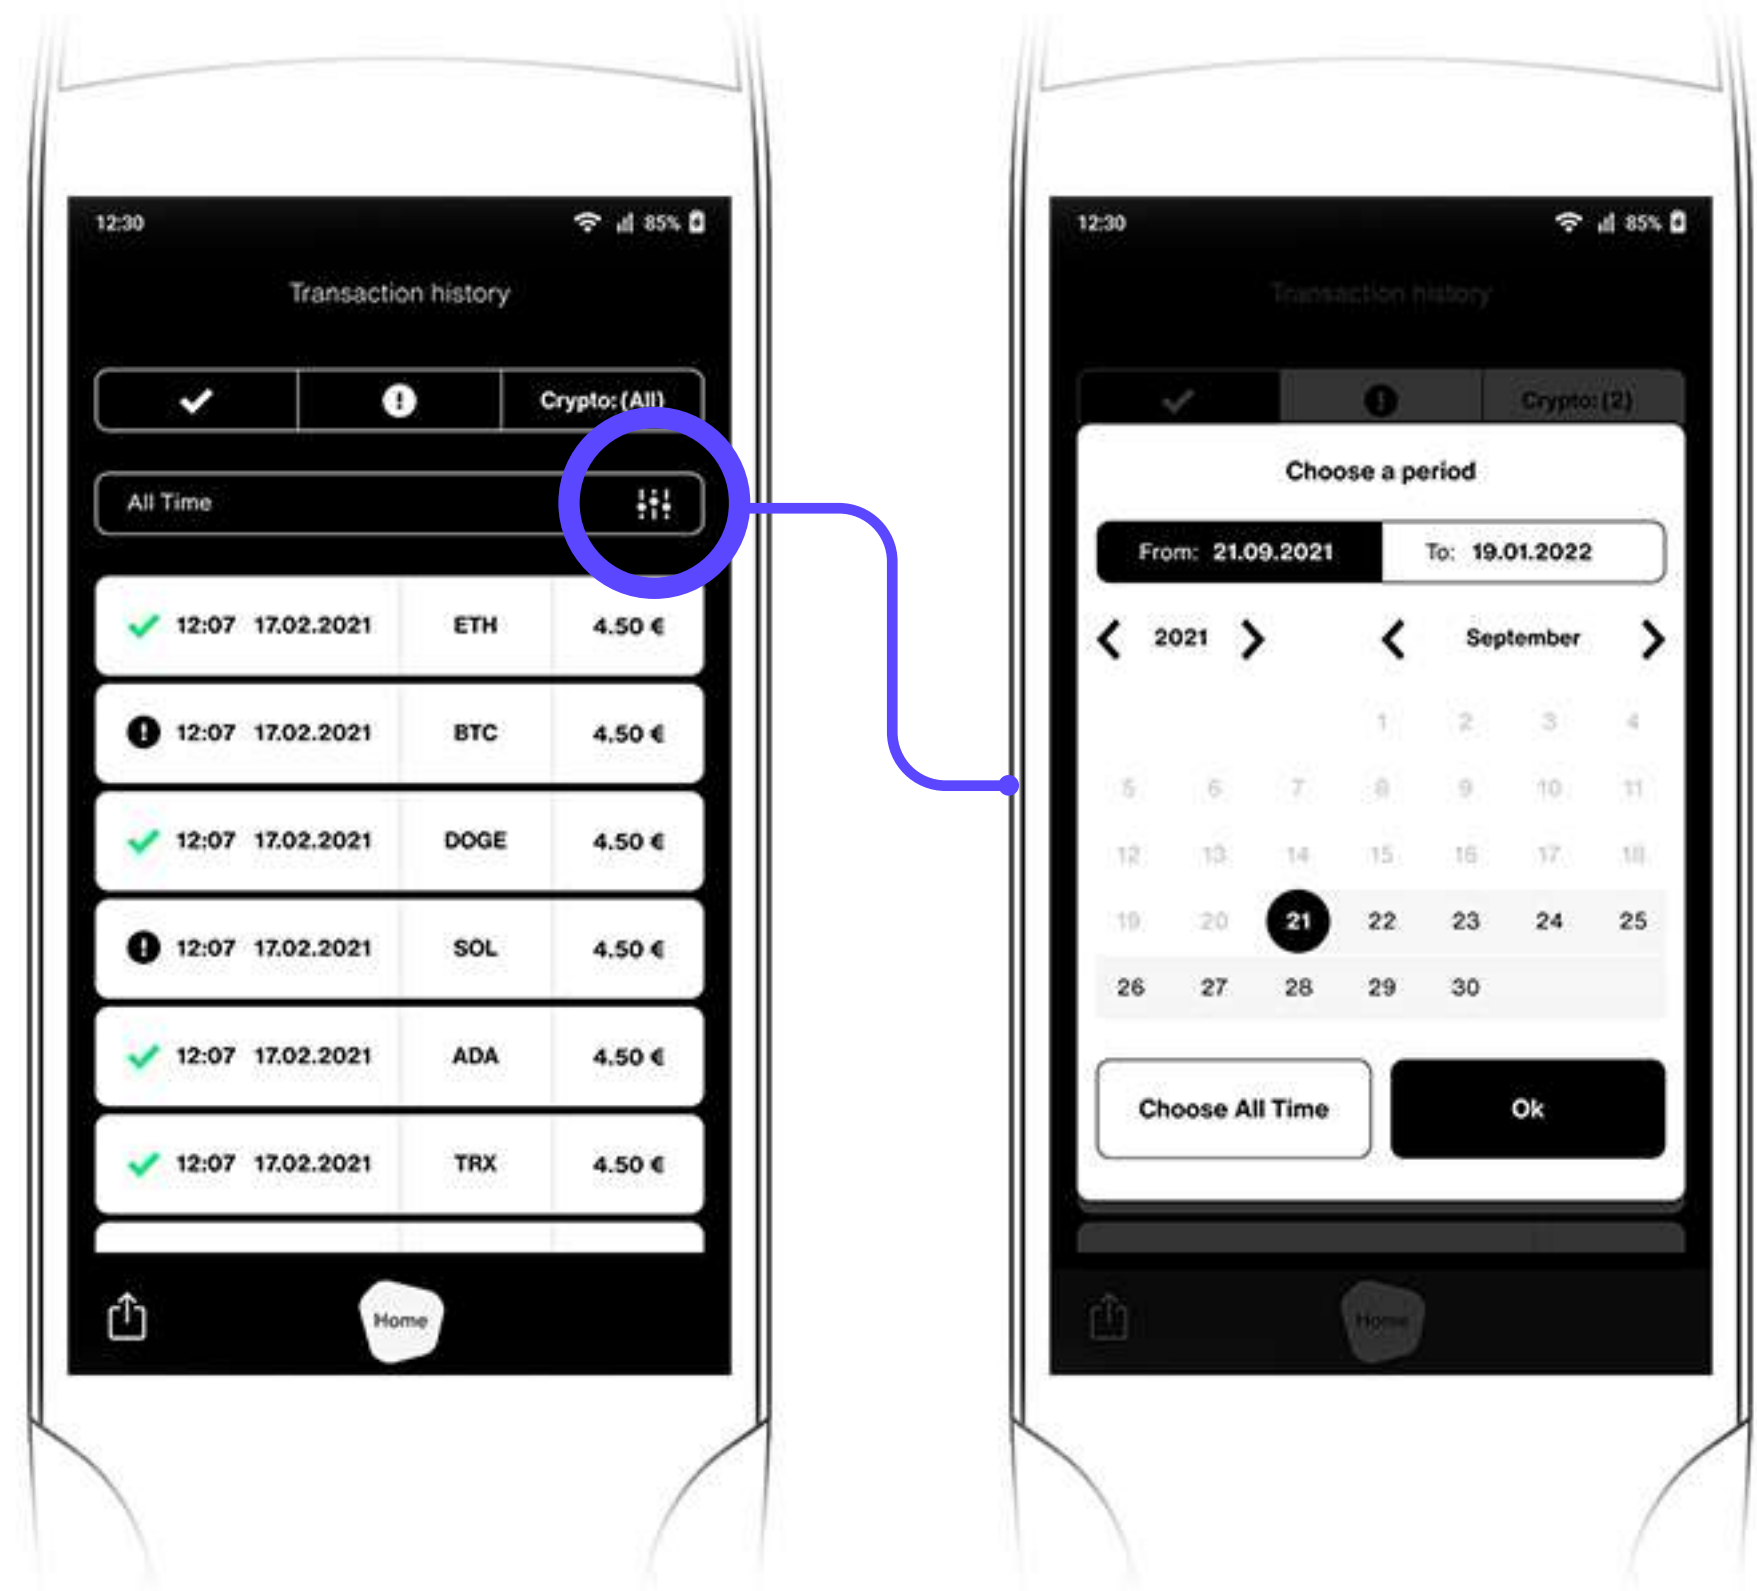 12:30 85%
Transaction history
Crypto: (All)
All Time
12:07 17.02.2021 ETH 4.50 €
12:07 17.02.2021 BTC 4.50 €
12:07 17.02.2021 DOGE 4.50 €
12:07 17.02.2021 SOL 4.50 €
12:07 17.02.2021 ADA 4.50 €
12:07 17.02.2021 TRX 4.50 €
Home
12:30 85%
Transaction history
Crypto: (2)
Choose a period
From: 21.09.2021 To: 19.01.2022
2021 September
1 2 3 4
5 6 7 8 9 10 11
12 13 14 15 16 17 18
19 20 21 22 23 24 25
26 27 28 29 30
Choose All Time Ok
Home